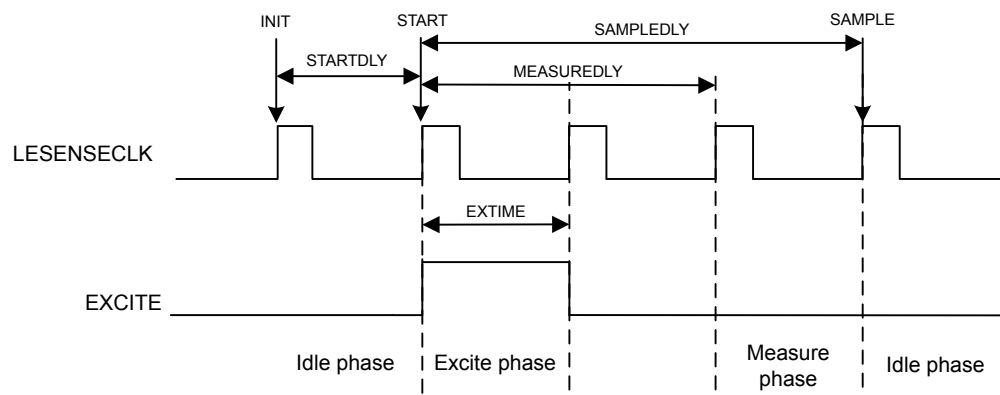 INIT
START
SAMPLE
SAMPLEDLY
STARTDLY
MEASUREDLY
LESENSECLK
EXTIME
EXCITE
Idle phase
Excite phase
Measure
phase
Idle phase